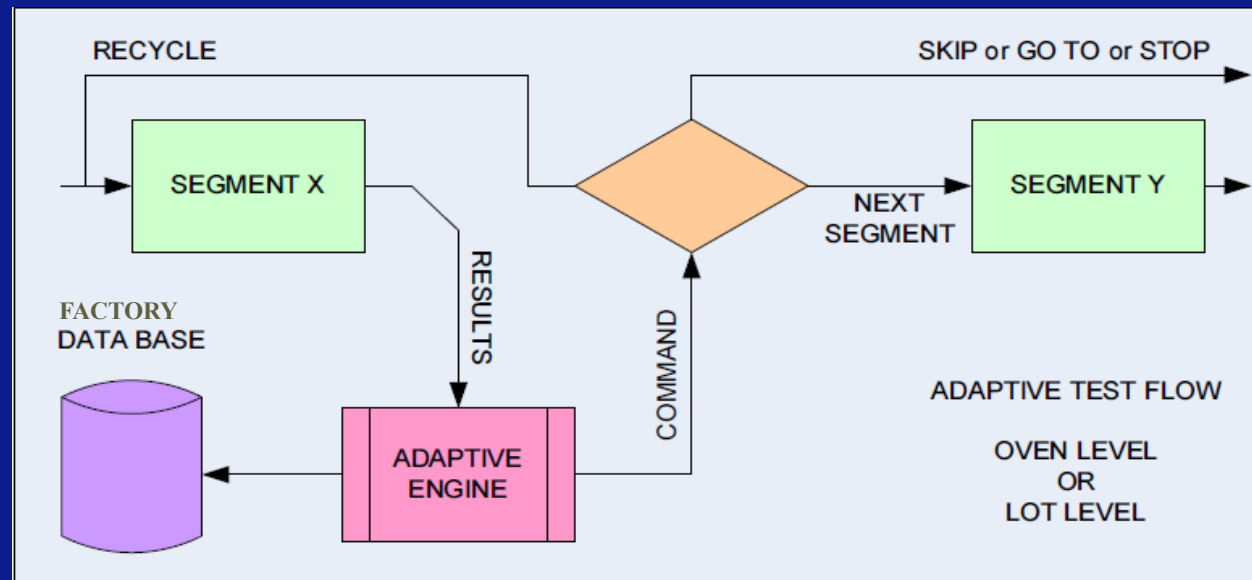 RECYCLE
SKIP or GO TO or STOP
SEGMENT X
NEXT
SEGMENT
SEGMENT Y
RESULTS
FACTORY
DATA BASE
COMMAND
ADAPTIVE
ENGINE
ADAPTIVE TEST FLOW
OVEN LEVEL
OR
LOT LEVEL